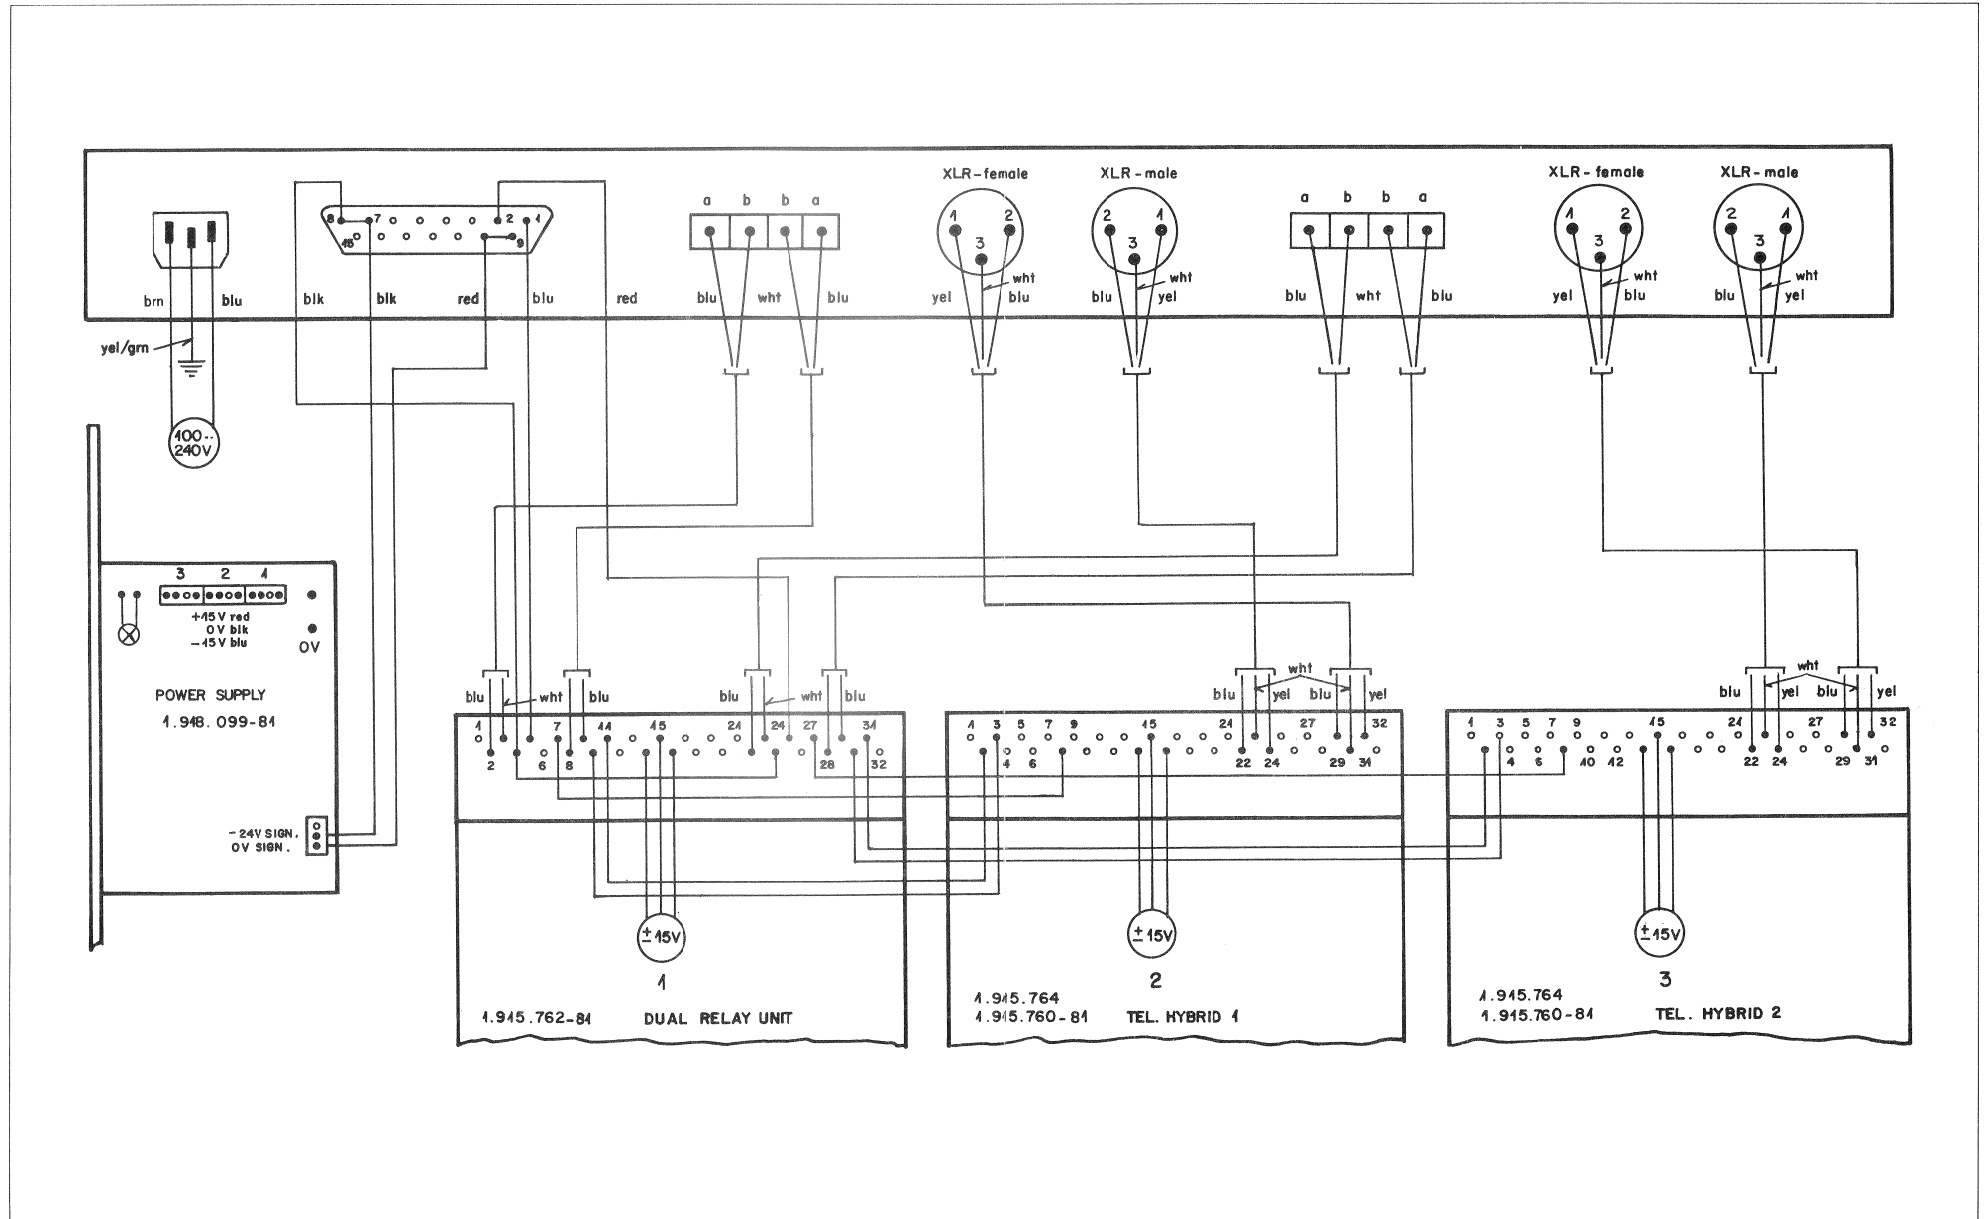 XLR-female XLR-male XLR-female XLR-male
a b b a a b b a
8 7 2 1 1 2 2 1 1 2 2 1
15 9 3 3 3 3
wht wht wht wht
brn blu blk blk red blu red blu wht blu yel blu blu yel blu wht blu yel blu blu yel
yel/grn
100..
240V
3 2 1
+15V red
0V blk
-15V blu
0V
wht wht
blu wht blu blu wht blu blu yel blu yel blu yel blu yel
POWER SUPPLY
1.918.099-81
1 7 11 15 21 24 27 31 1 3 5 7 9 15 24 27 32 1 3 5 7 9 15 24 27 32
2 6 8 28 32 4 6 22 24 29 31 4 6 10 12 22 24 29 31
-24V SIGN.
0V SIGN.
±15V ±15V ±15V
1 2 3
1.915.762-81 DUAL RELAY UNIT
1.915.764
1.915.760-81 TEL. HYBRID 1
1.915.764
1.915.760-81 TEL. HYBRID 2